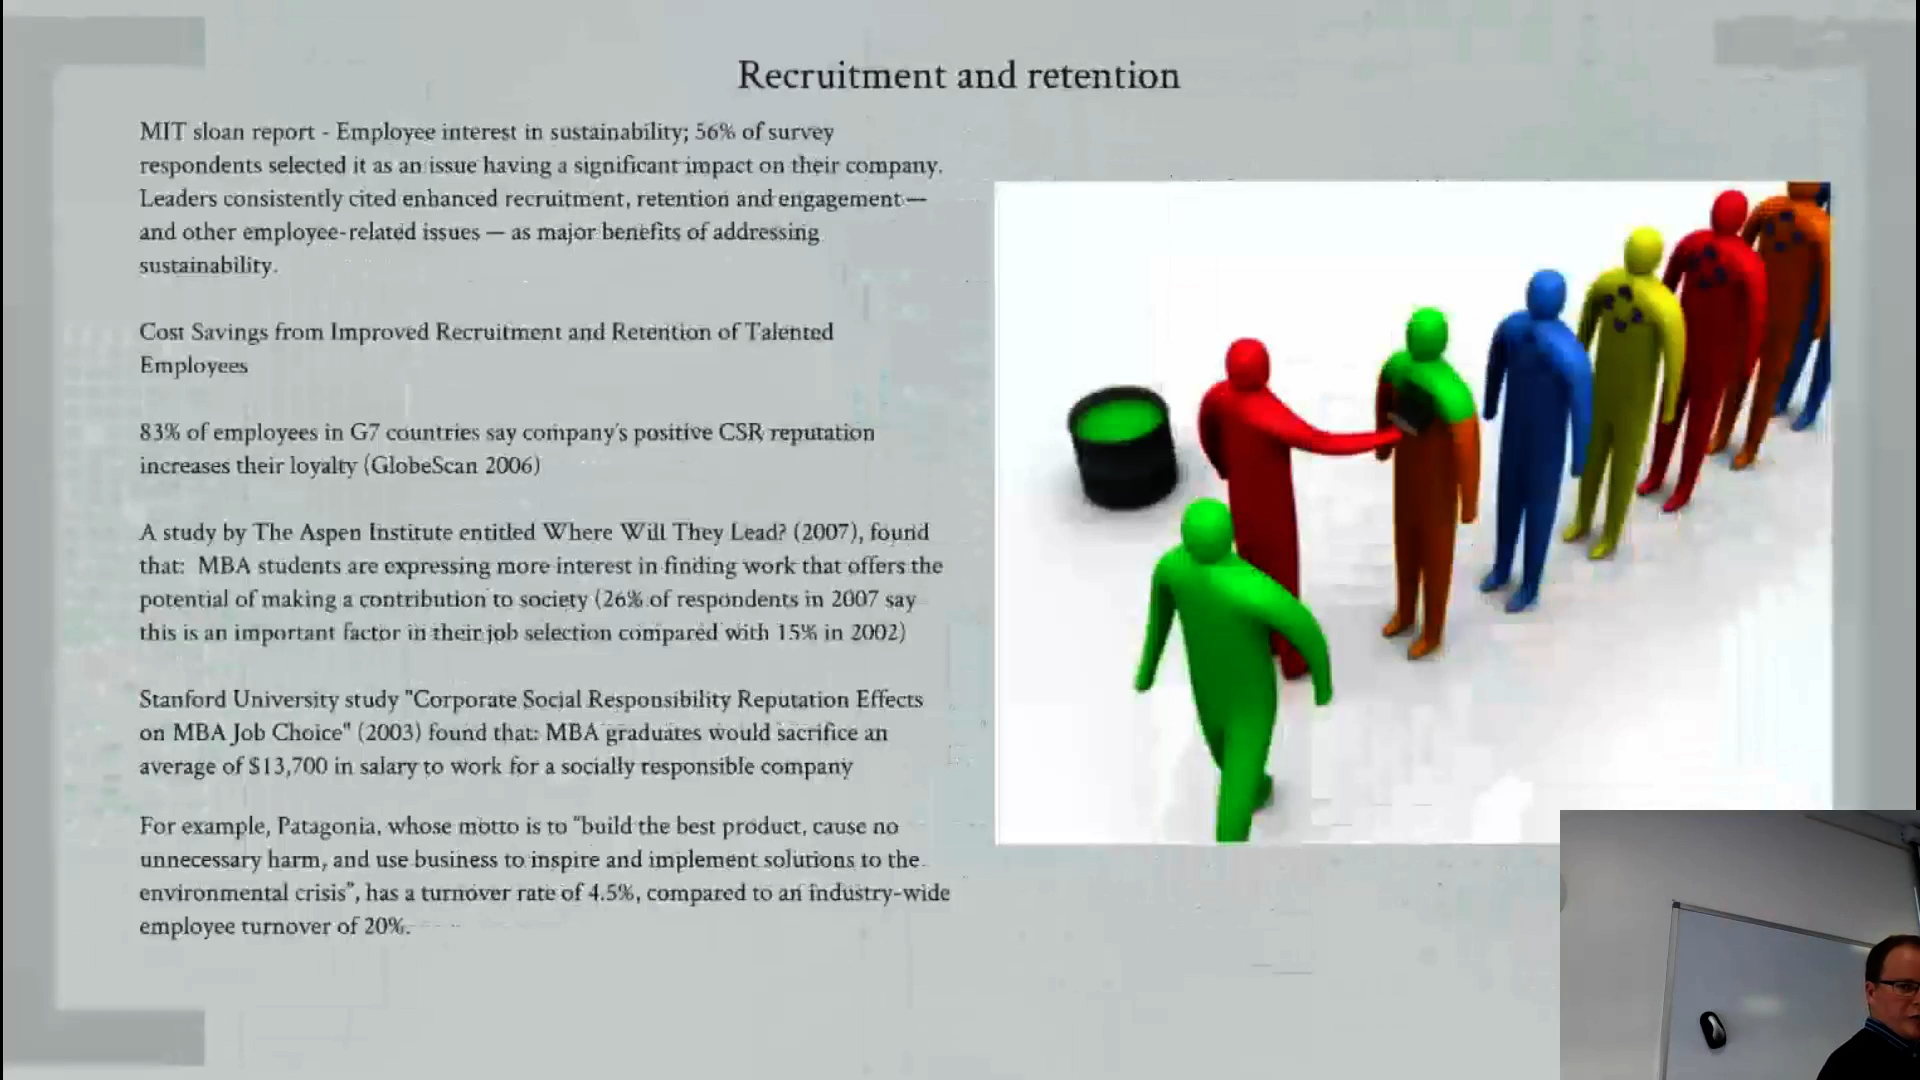 Recruitment and retention
MIT sloan report - Employee interest in sustainability; 56% of survey
respondents selected it as an issue having a significant impact on their company.
Leaders consistently cited enhanced recruitment, retention and engagement —
and other employee-related issues — as major benefits of addressing
sustainability.
Cost Savings from Improved Recruitment and Retention of Talented
Employees
83% of employees in G7 countries say company's positive CSR reputation
increases their loyalty (GlobeScan 2006)
A study by The Aspen Institute entitled Where Will They Lead? (2007), found
that:  MBA students are expressing more interest in finding work that offers the
potential of making a contribution to society (26% of respondents in 2007 say
this is an important factor in their job selection compared with 15% in 2002)
Stanford University study "Corporate Social Responsibility Reputation Effects
on MBA Job Choice" (2003) found that: MBA graduates would sacrifice an
average of $13,700 in salary to work for a socially responsible company
For example, Patagonia, whose motto is to “build the best product, cause no
unnecessary harm, and use business to inspire and implement solutions to the
environmental crisis”, has a turnover rate of 4.5%, compared to an industry-wide
employee turnover of 20%.